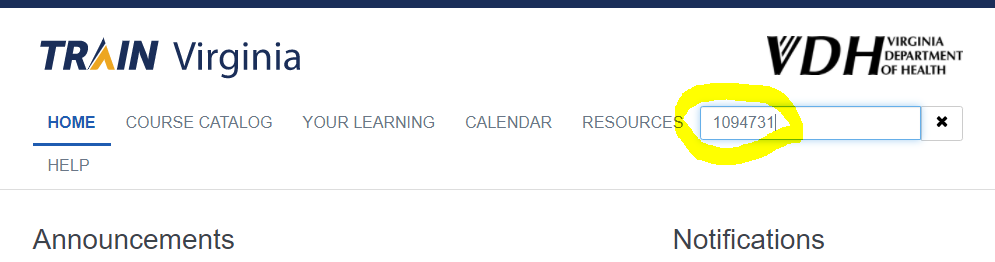 TRAIN Virginia
VDH VIRGINIA
DEPARTMENT
OF HEALTH
HOME COURSE CATALOG YOUR LEARNING CALENDAR RESOURCES 1094731
HELP
Announcements Notifications